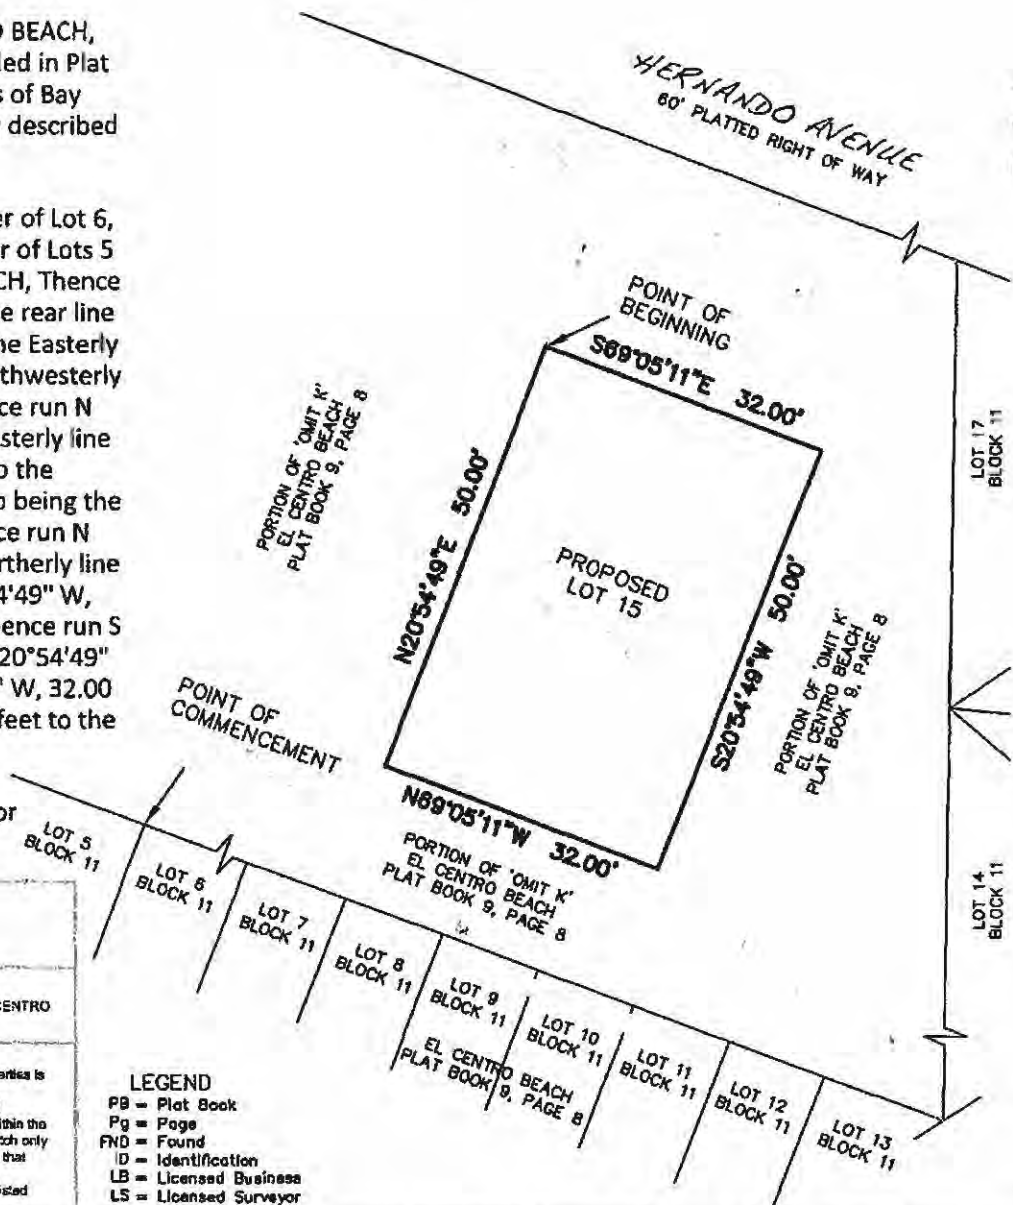 BEACH,
ed in Plat
s of Bay
described
er of Lot 6,
r of Lots 5
CH, Thence
e rear line
he Easterly
thwesterly
ce run N
sterly line
o the
o being the
ce run N
rtherly line
4'49" W,
ence run S
20°54'49"
" W, 32.00
feet to the
or
HERNANDO AVENUE
60' PLATTED RIGHT OF WAY
POINT OF
BEGINNING
S69°05'11"E 32.00'
N20°54'49"E 50.00'
PROPOSED
LOT 15
S20°54'49"W 50.00'
N69°05'11"W 32.00'
PORTION OF 'OMIT K'
EL CENTRO BEACH
PLAT BOOK 9, PAGE 8
PORTION OF 'OMIT K'
EL CENTRO BEACH
PLAT BOOK 9, PAGE 8
PORTION OF 'OMIT K'
EL CENTRO BEACH
PLAT BOOK 9, PAGE 8
LOT 17
BLOCK 11
LOT 14
BLOCK 11
POINT OF
COMMENCEMENT
LOT 5
BLOCK 11
LOT 6
BLOCK 11
LOT 7
BLOCK 11
LOT 8
BLOCK 11
LOT 9
BLOCK 11
LOT 10
BLOCK 11
LOT 11
BLOCK 11
LOT 12
BLOCK 11
LOT 13
BLOCK 11
EL CENTRO BEACH
PLAT BOOK 9, PAGE 8
CENTRO
arties is
ithin the
tch only
that
isted
LEGEND
PB = Plat Book
Pg = Page
FND = Found
ID = Identification
LB = Licensed Business
LS = Licensed Surveyor